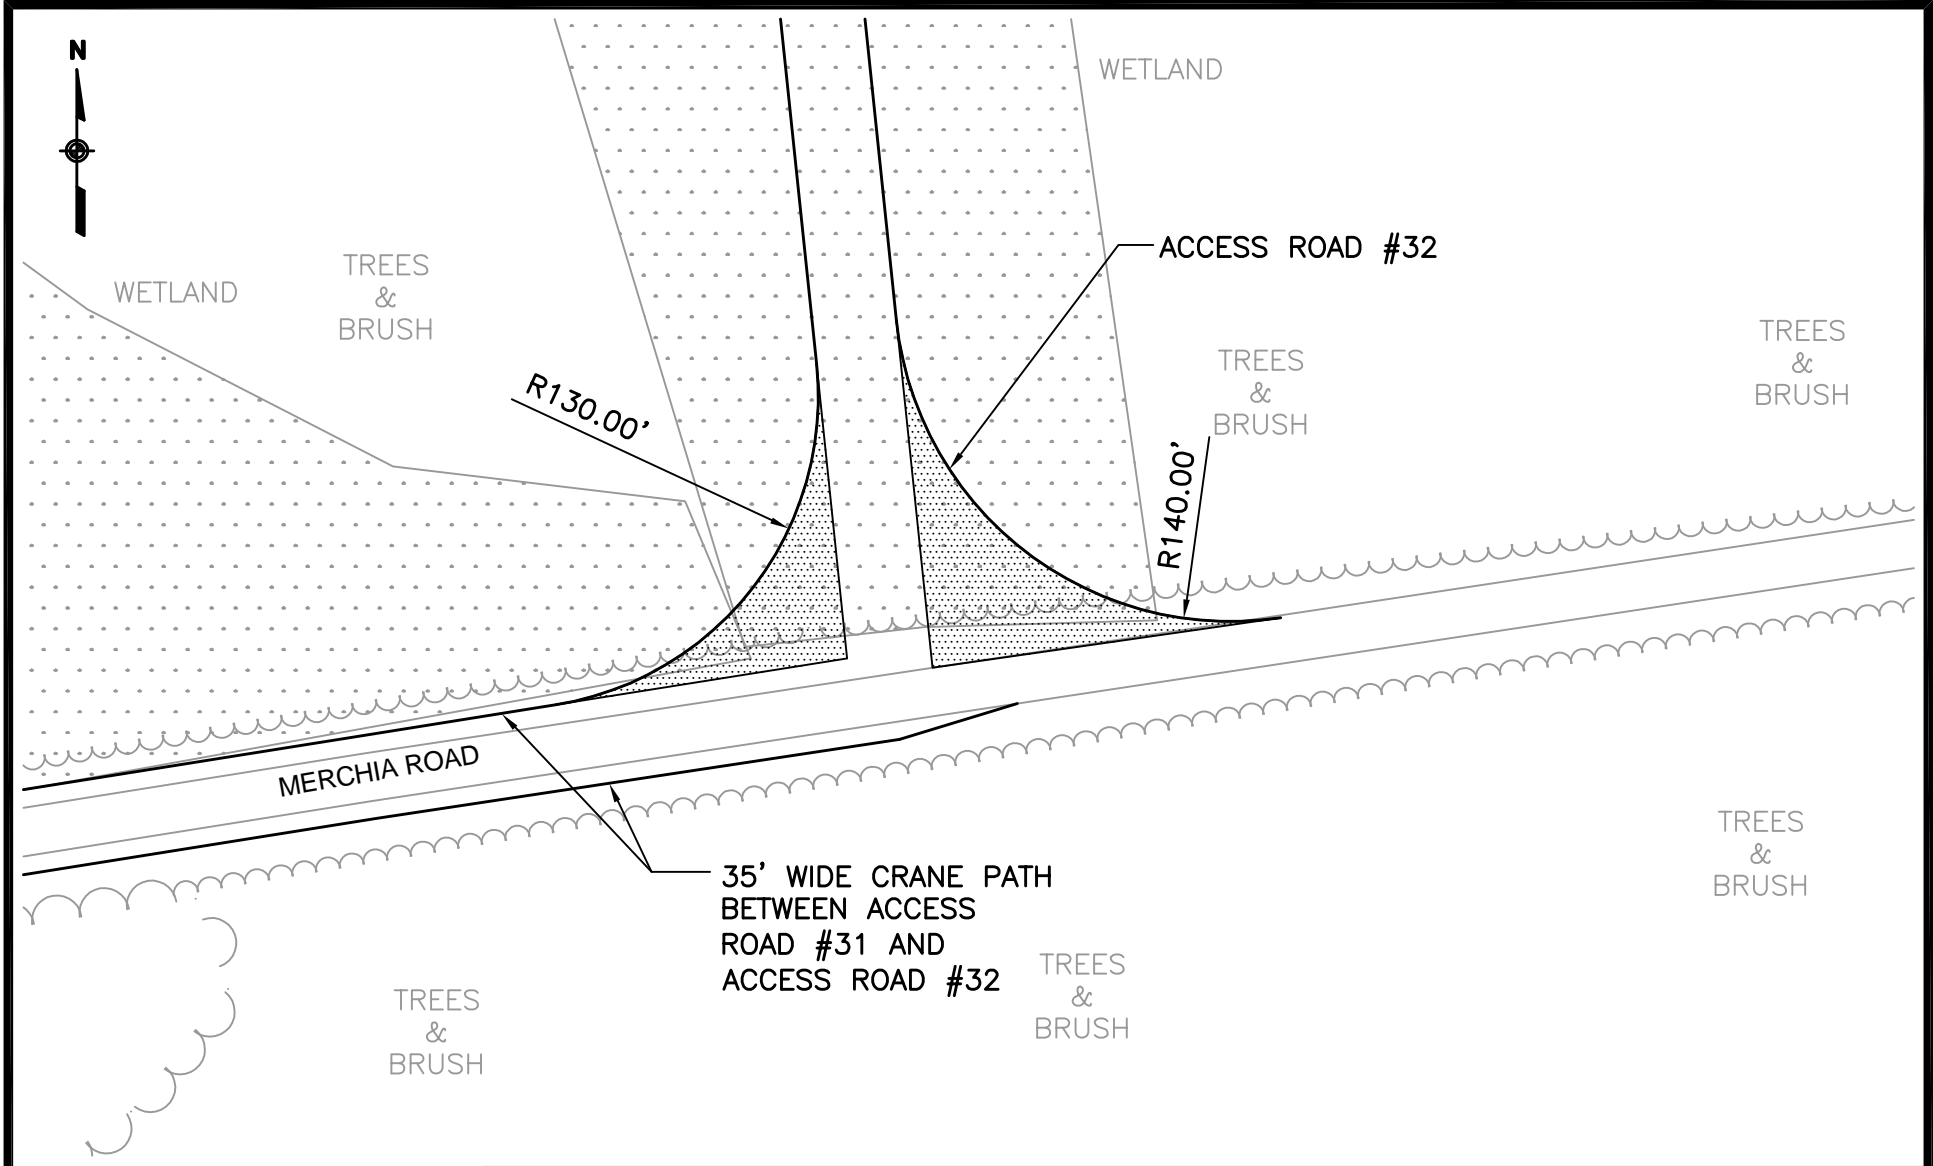 N
WETLAND
ACCESS ROAD #32
TREES
&
BRUSH
WETLAND
TREES
&
BRUSH
TREES
&
BRUSH
R130.00'
R140.00'
MERCHIA ROAD
35' WIDE CRANE PATH
BETWEEN ACCESS
ROAD #31 AND
ACCESS ROAD #32
TREES
&
BRUSH
TREES
&
BRUSH
TREES
&
BRUSH